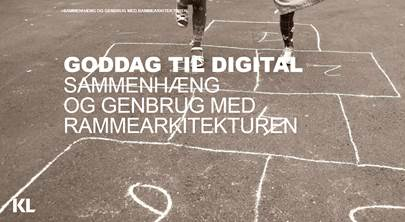 SAMMENHÆNG OG GENBRUG MED RAMMEARKITEKTUREN
GODDAG TIL DIGITAL
SAMMENHÆNG
OG GENBRUG MED
RAMMEARKITEKTUREN
KL